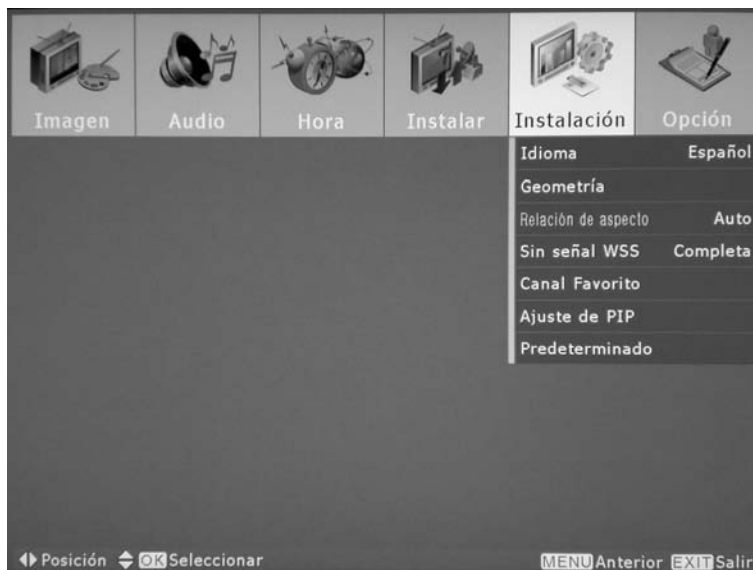 Imagen Audio Hora Instalar Instalación Opción
Idioma Español
Geometría
Relación de aspecto Auto
Sin señal WSS Completa
Canal Favorito
Ajuste de PIP
Predeterminado
Posición OK Seleccionar MENU Anterior EXIT Salir